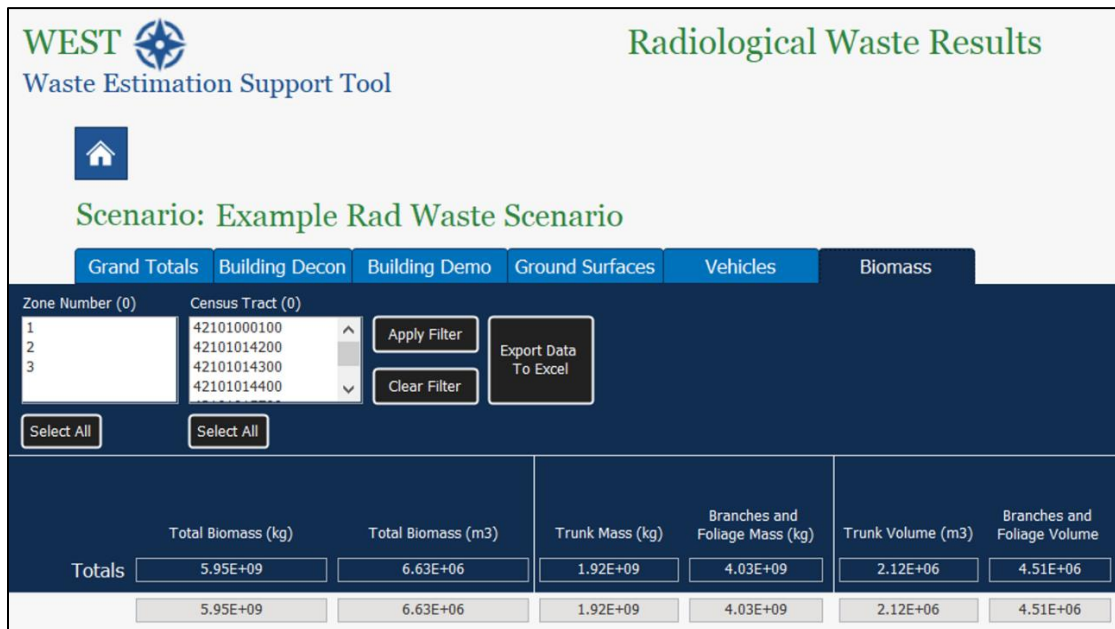 WEST
Radiological Waste Results
Waste Estimation Support Tool
Scenario: Example Rad Waste Scenario
Grand Totals Building Decon Building Demo Ground Surfaces Vehicles Biomass
Zone Number (0)
1
2
3
Select All
Census Tract (0)
42101000100
42101014200
42101014300
42101014400
Select All
Apply Filter
Clear Filter
Export Data
To Excel
Total Biomass (kg) Total Biomass (m3) Trunk Mass (kg) Branches and
Foliage Mass (kg) Trunk Volume (m3) Branches and
Foliage Volume
Totals 5.95E+09 6.63E+06 1.92E+09 4.03E+09 2.12E+06 4.51E+06
5.95E+09 6.63E+06 1.92E+09 4.03E+09 2.12E+06 4.51E+06